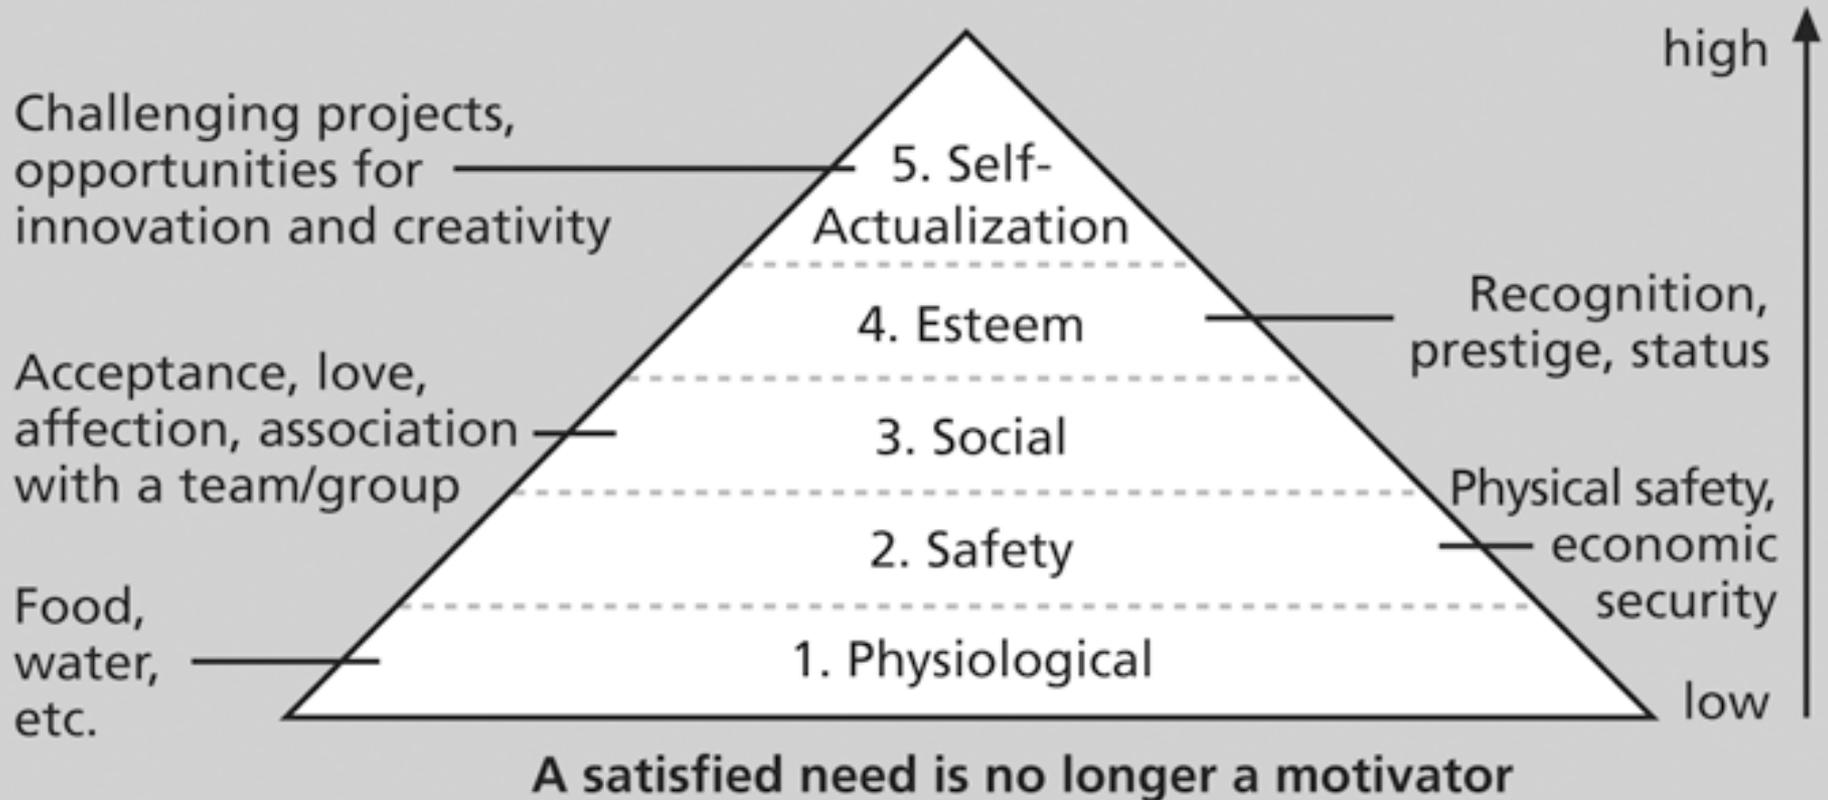 high
Challenging projects,
opportunities for
innovation and creativity
5. Self-
Actualization
Recognition,
prestige, status
4. Esteem
Acceptance, love,
affection, association
with a team/group
3. Social
Physical safety,
economic
security
2. Safety
Food,
water,
etc.
1. Physiological
low
A satisfied need is no longer a motivator